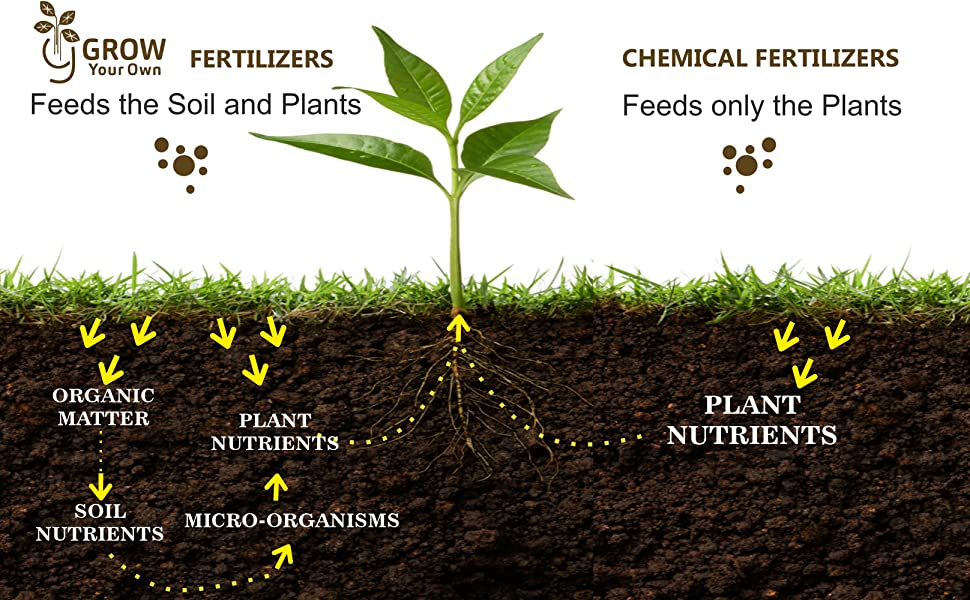 GROW
Your Own
FERTILIZERS
Feeds the Soil and Plants
CHEMICAL FERTILIZERS
Feeds only the Plants
ORGANIC
MATTER
PLANT
NUTRIENTS
SOIL
NUTRIENTS
MICRO-ORGANISMS
PLANT
NUTRIENTS